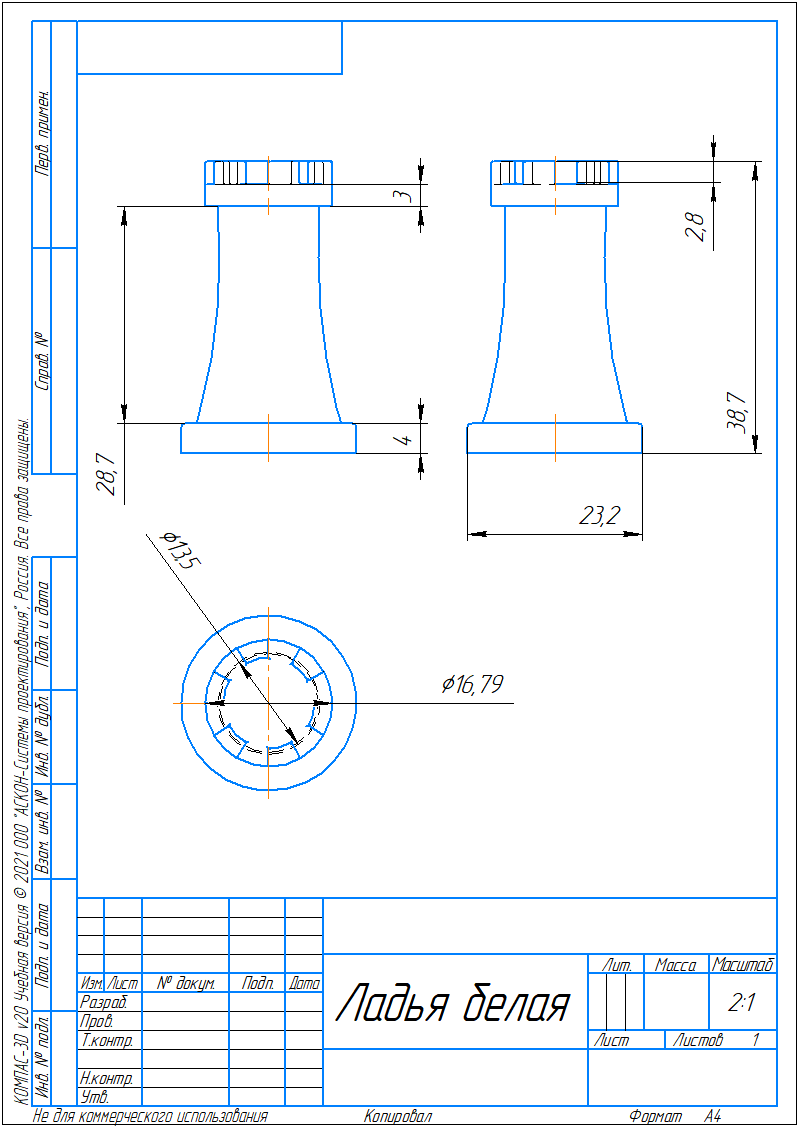 Перв. примен.
Справ. №
Подп. и дата
Инв. № дубл.
Взам. инв. №
Подп. и дата
Инв. № подл.
КОМПАС-3D v20 Учебная версия © 2021 ООО "АСКОН-Системы проектирования", Россия. Все права защищены.
3
2,8
28,7
4
38,7
23,2
⌀13,5
⌀16,79
Изм. Лист № докум. Подп. Дата
Разраб.
Пров.
Т.контр.
Н.контр.
Утв.
Ладья белая
Лит. Масса Масштаб
2:1
Лист Листов 1
Не для коммерческого использования Копировал Формат А4